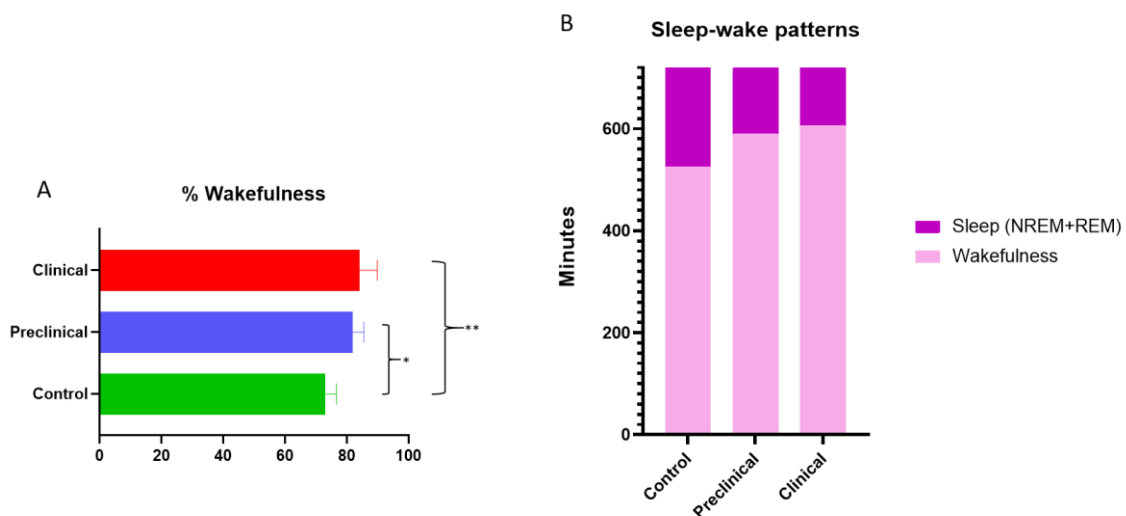 A
% Wakefulness
Clinical
Preclinical
Control
**
*
0 20 40 60 80 100
B
Sleep-wake patterns
Minutes
600
400
200
0
Control
Preclinical
Clinical
Sleep (NREM+REM)
Wakefulness